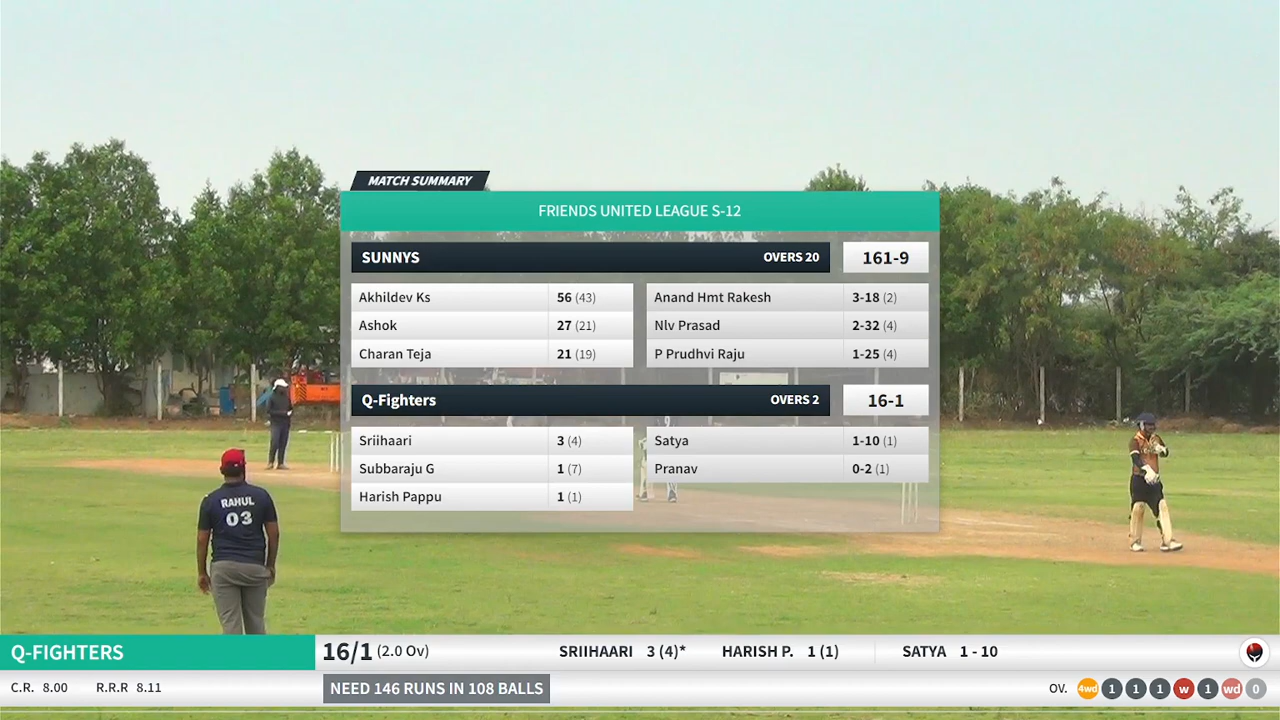 MATCH SUMMARY
FRIENDS UNITED LEAGUE S-12
SUNNYS OVERS 20 161-9
Akhildev Ks 56 (43) Anand Hmt Rakesh 3-18 (2)
Ashok 27 (21) Nlv Prasad 2-32 (4)
Charan Teja 21 (19) P Prudhvi Raju 1-25 (4)
Q-Fighters OVERS 2 16-1
Sriihaari 3 (4) Satya 1-10 (1)
Subbaraju G 1 (7) Pranav 0-2 (1)
Harish Pappu 1 (1)
RAHUL
03
Q-FIGHTERS 16/1 (2.0 Ov) SRIIHAARI 3 (4)* HARISH P. 1 (1) SATYA 1 - 10
C.R. 8.00 R.R.R 8.11 NEED 146 RUNS IN 108 BALLS OV. 4wd 1 1 1 w 1 wd 0